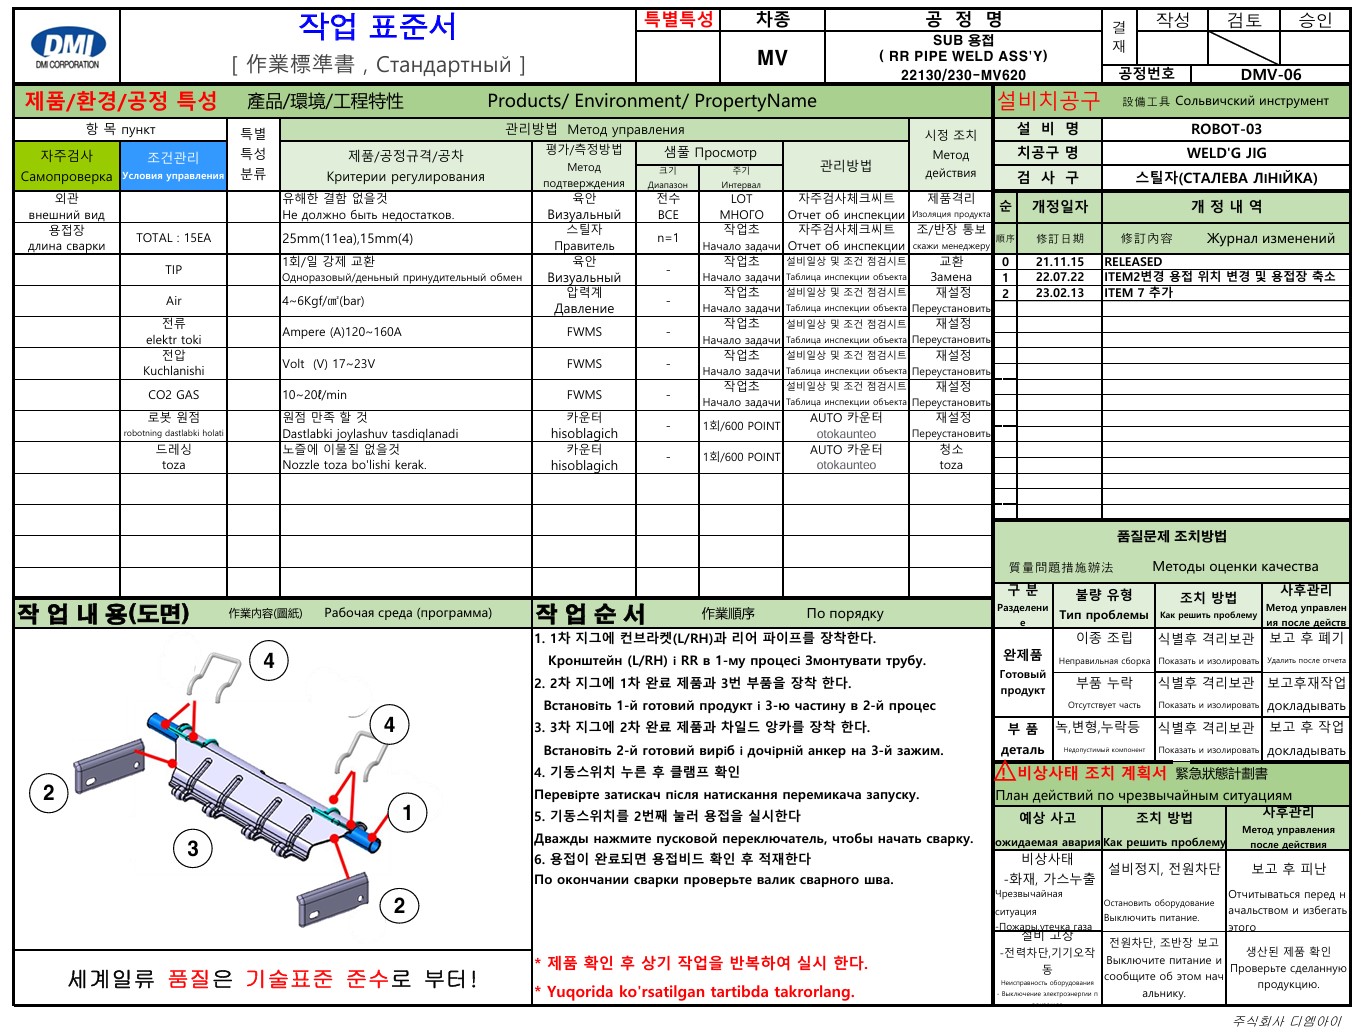 DMI
DMI CORPORATION
작업 표준서
[ 作業標準書 , Стандартный ]
특별특성
차종
MV
공 정 명
SUB 용접
( RR PIPE WELD ASS'Y)
22130/230-MV620
결재
작성
검토
승인
공정번호
DMV-06
제품/환경/공정 특성 產品/環境/工程特性 Products/ Environment/ PropertyName
항 목 пункт
특별
특성
분류
관리방법 Метод управления
시정 조치
Метод
действия
자주검사
Самопроверка
조건관리
Условия управления
제품/공정규격/공차
Критерии регулирования
평가/측정방법
Метод
подтверждения
샘풀 Просмотр
크기
Диапазон
주기
Интервал
관리방법
외관
внешний вид
유해한 결함 없을것
Не должно быть недостатков.
육안
Визуальный
전수
ВСЕ
LOT
МНОГО
자주검사체크씨트
Отчет об инспекции
제품격리
Изоляция продукта
용접장
длина сварки
TOTAL : 15EA
25mm(11ea),15mm(4)
스틸자
Правитель
n=1
작업초
Начало задачи
자주검사체크씨트
Отчет об инспекции
조/반장 통보
скажи менеджеру
TIP
1회/일 강제 교환
Одноразовый/деньный принудительный обмен
육안
Визуальный
-
작업초
Начало задачи
설비일상 및 조건 점검시트
Таблица инспекции объекта
교환
Замена
Air
4~6Kgf/㎠(bar)
압력계
Давление
-
작업초
Начало задачи
설비일상 및 조건 점검시트
Таблица инспекции объекта
재설정
Переустановить
전류
elektr toki
Ampere (A)120~160A
FWMS
-
작업초
Начало задачи
설비일상 및 조건 점검시트
Таблица инспекции объекта
재설정
Переустановить
전압
Kuchlanishi
Volt (V) 17~23V
FWMS
-
작업초
Начало задачи
설비일상 및 조건 점검시트
Таблица инспекции объекта
재설정
Переустановить
CO2 GAS
10~20ℓ/min
FWMS
-
작업초
Начало задачи
설비일상 및 조건 점검시트
Таблица инспекции объекта
재설정
Переустановить
로봇 원점
robotning dastlabki holati
원점 만족 할 것
Dastlabki joylashuv tasdiqlanadi
카운터
hisoblagich
-
1회/600 POINT
AUTO 카운터
otokaunteo
재설정
Переустановить
드레싱
toza
노즐에 이물질 없을것
Nozzle toza bo'lishi kerak.
카운터
hisoblagich
-
1회/600 POINT
AUTO 카운터
otokaunteo
청소
toza
설비치공구 設備工具 Сольвичский инструмент
설 비 명
ROBOT-03
치공구 명
WELD'G JIG
검 사 구
스틸자(СТАЛЕВА ЛІНІЙКА)
순
개정일자
개 정 내 역
順序
修訂日期
修訂內容 Журнал изменений
0 21.11.15 RELEASED
1 22.07.22 ITEM2변경 용접 위치 변경 및 용접장 축소
2 23.02.13 ITEM 7 추가
품질문제 조치방법
質量問題措施辦法 Методы оценки качества
구 분
Разделени
е
불량 유형
Тип проблемы
조치 방법
Как решить проблему
사후관리
Метод управлен
ия после действ
완제품
Готовый
продукт
이종 조립
Неправильная сборка
식별후 격리보관
Показать и изолировать
보고 후 폐기
Удалить после отчета
부품 누락
Отсутствует часть
식별후 격리보관
Показать и изолировать
보고후재작업
докладывать
부 품
деталь
녹,변형,누락등
Недопустимый компонент
식별후 격리보관
Показать и изолировать
보고 후 작업
докладывать
비상사태 조치 계획서 緊急狀態計劃書
План действий по чрезвычайным ситуациям
예상 사고
ожидаемая авария
조치 방법
Как решить проблему
사후관리
Метод управления
после действия
비상사태
-화재, 가스누출
Чрезвычайная
ситуация
-Пожары,утечка газа
설비정지, 전원차단
Остановить оборудование
Выключить питание.
보고 후 피난
Отчитываться перед н
ачальством и избегать
этого
설비 고장
-전력차단,기기오작
동
Неисправность оборудования
- Выключение электроэнергии п
전원차단, 조반장 보고
Выключите питание и
сообщите об этом нач
альнику.
생산된 제품 확인
Проверьте сделанную
продукцию.
작 업 내 용(도면) 作業內容(圖紙) Рабочая среда (программа)
4
4
2
1
3
2
세계일류 품질은 기술표준 준수로 부터!
작 업 순 서 作業順序 По порядку
1. 1차 지그에 컨브라켓(L/RH)과 리어 파이프를 장착한다.
Кронштейн (L/RH) і RR в 1-му процесі Змонтувати трубу.
2. 2차 지그에 1차 완료 제품과 3번 부품을 장착 한다.
Встановіть 1-й готовий продукт і 3-ю частину в 2-й процес
3. 3차 지그에 2차 완료 제품과 차일드 앙카를 장착 한다.
Встановіть 2-й готовий виріб і дочірній анкер на 3-й зажим.
4. 기동스위치 누른 후 클램프 확인
Перевірте затискач після натискання перемикача запуску.
5. 기동스위치를 2번째 눌러 용접을 실시한다
Дважды нажмите пусковой переключатель, чтобы начать сварку.
6. 용접이 완료되면 용접비드 확인 후 적재한다
По окончании сварки проверьте валик сварного шва.
* 제품 확인 후 상기 작업을 반복하여 실시 한다.
* Yuqorida ko'rsatilgan tartibda takrorlang.
주식회사 디엠아이